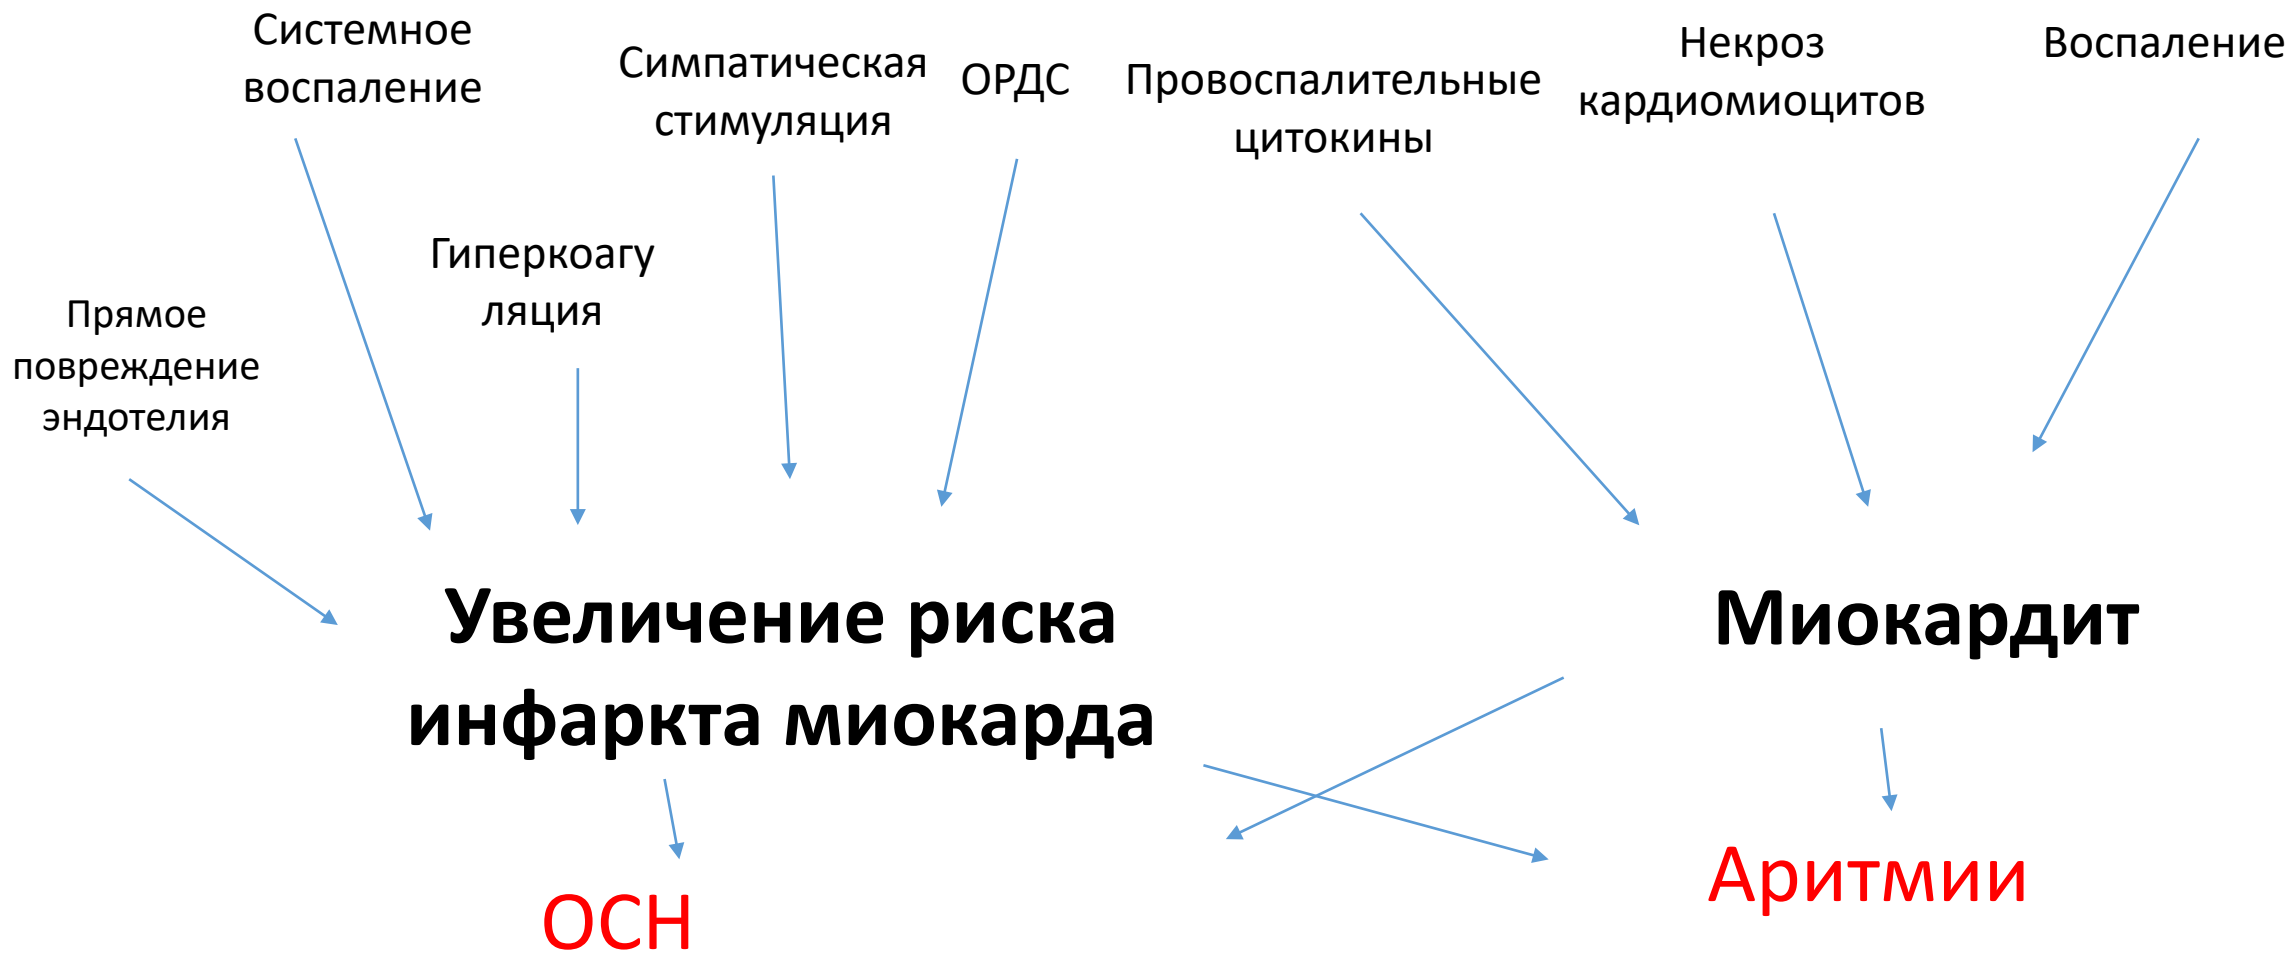 Системное
воспаление
Симпатическая
стимуляция
ОРДС
Провоспалительные
цитокины
Некроз
кардиомиоцитов
Воспаление
Гиперкоагу
ляция
Прямое
повреждение
эндотелия
Увеличение риска
инфаркта миокарда
Миокардит
ОСН
Аритмии